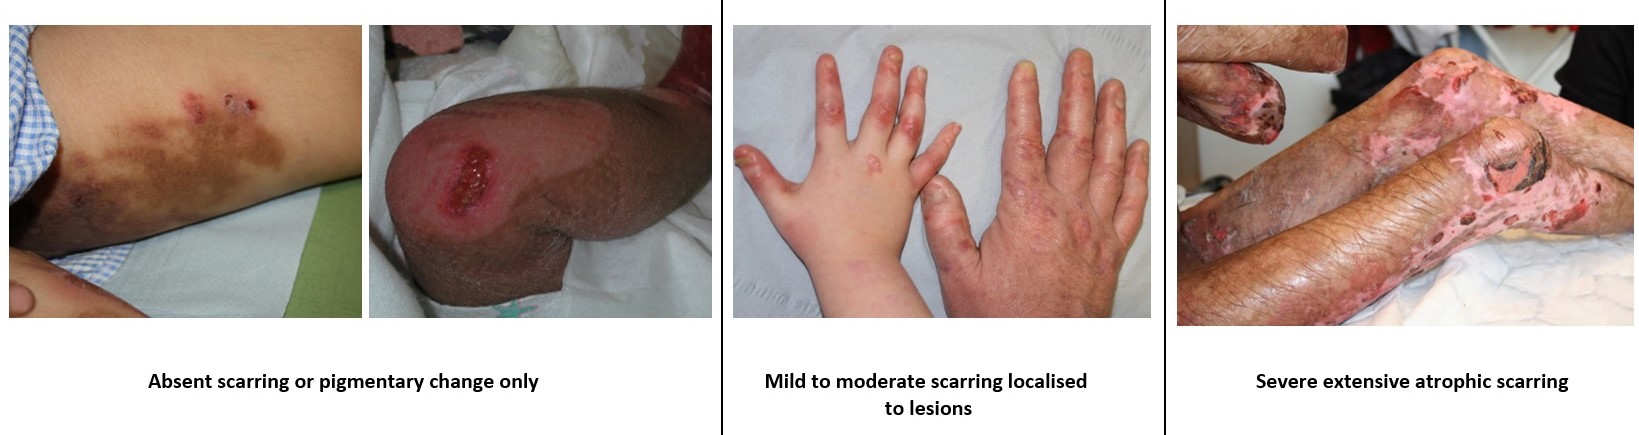 Absent scarring or pigmentary change only
Mild to moderate scarring localised
to lesions
Severe extensive atrophic scarring